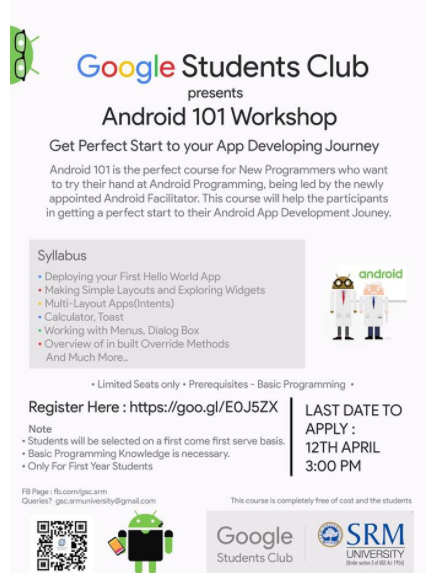 Google Students Club
presents
Android 101 Workshop
Get Perfect Start to your App Developing Journey
Android 101 is the perfect course for New Programmers who want
to try their hand at Android Programming, being led by the newly
appointed Android Facilitator. This course will help the participants
in getting a perfect start to their Android App Development Jouney.
Syllabus
• Deploying your First Hello World App
• Making Simple Layouts and Exploring Widgets
• Multi-Layout Apps(Intents)
• Calculator, Toast
• Working with Menus, Dialog Box
• Overview of in built Override Methods
And Much More..
android
• Limited Seats only • Prerequisites - Basic Programming •
Register Here : https://goo.gl/E0J5ZX
Note
• Students will be selected on a first come first serve basis.
• Basic Programming Knowledge is necessary.
• Only For First Year Students
LAST DATE TO
APPLY :
12TH APRIL
3:00 PM
FB Page : fb.com/gsc.srm
Queries? gsc.srmuniversity@gmail.com
This course is completely free of cost and the students
Google
Students Club
SRM
UNIVERSITY
(Under section 3 of UGC Act 1956)